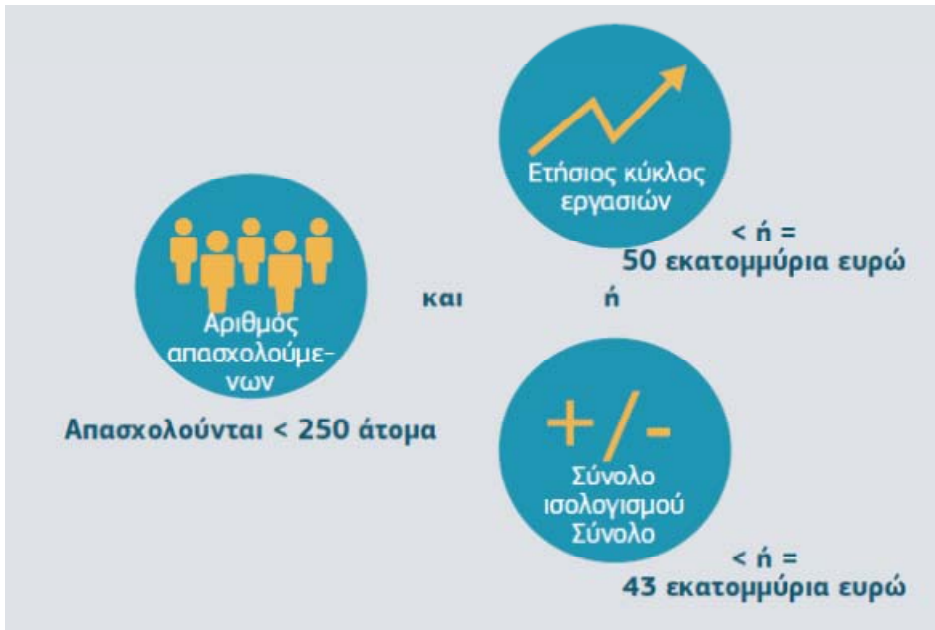 Ετήσιος κύκλος
εργασιών
< ή =
50 εκατομμύρια ευρώ
Αριθμός
απασχολούμε-
νων
Απασχολούνται < 250 άτομα
και
ή
+/-
Σύνολο
ισολογισμού
Σύνολο
< ή =
43 εκατομμύρια ευρώ